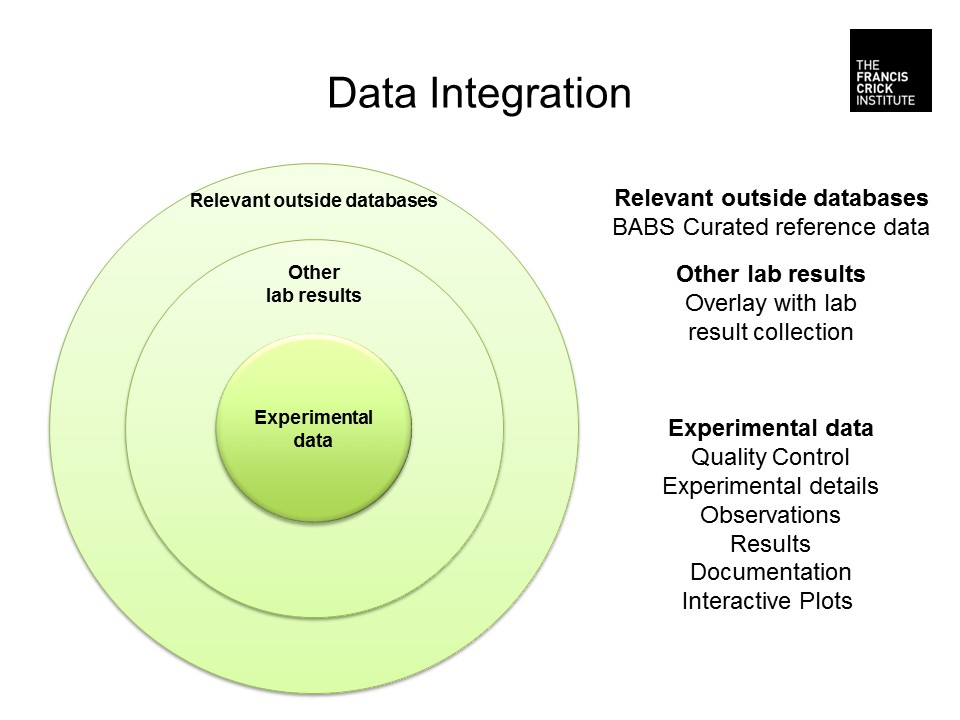 Data Integration
THE
FRANCIS
CRICK
INSTITUTE
Relevant outside databases
Other
lab results
Experimental
data
Relevant outside databases
BABS Curated reference data
Other lab results
Overlay with lab
result collection
Experimental data
Quality Control
Experimental details
Observations
Results
Documentation
Interactive Plots